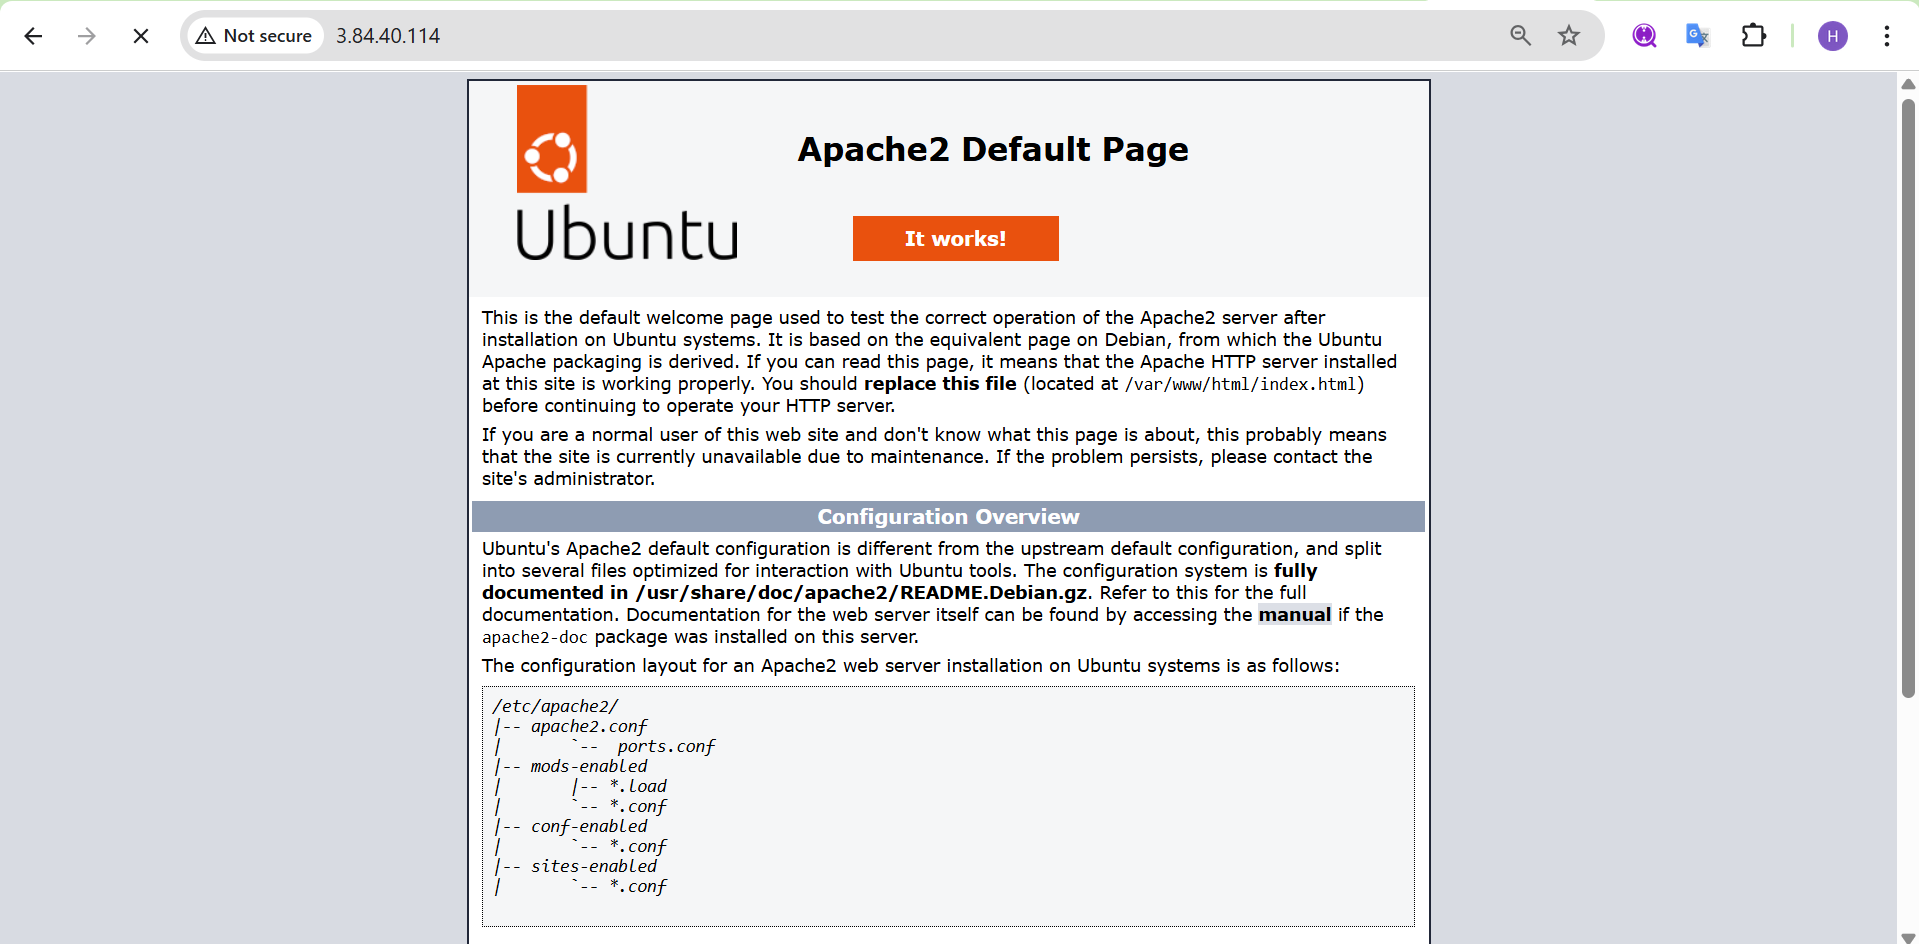 Not secure 3.84.40.114
H
Apache2 Default Page
Ubuntu
It works!
This is the default welcome page used to test the correct operation of the Apache2 server after
installation on Ubuntu systems. It is based on the equivalent page on Debian, from which the Ubuntu
Apache packaging is derived. If you can read this page, it means that the Apache HTTP server installed
at this site is working properly. You should replace this file (located at /var/www/html/index.html)
before continuing to operate your HTTP server.
If you are a normal user of this web site and don't know what this page is about, this probably means
that the site is currently unavailable due to maintenance. If the problem persists, please contact the
site's administrator.
Configuration Overview
Ubuntu's Apache2 default configuration is different from the upstream default configuration, and split
into several files optimized for interaction with Ubuntu tools. The configuration system is fully
documented in /usr/share/doc/apache2/README.Debian.gz. Refer to this for the full
documentation. Documentation for the web server itself can be found by accessing the manual if the
apache2-doc package was installed on this server.
The configuration layout for an Apache2 web server installation on Ubuntu systems is as follows:
/etc/apache2/
|-- apache2.conf
|       `--  ports.conf
|-- mods-enabled
|       |-- *.load
|       `-- *.conf
|-- conf-enabled
|       `-- *.conf
|-- sites-enabled
|       `-- *.conf